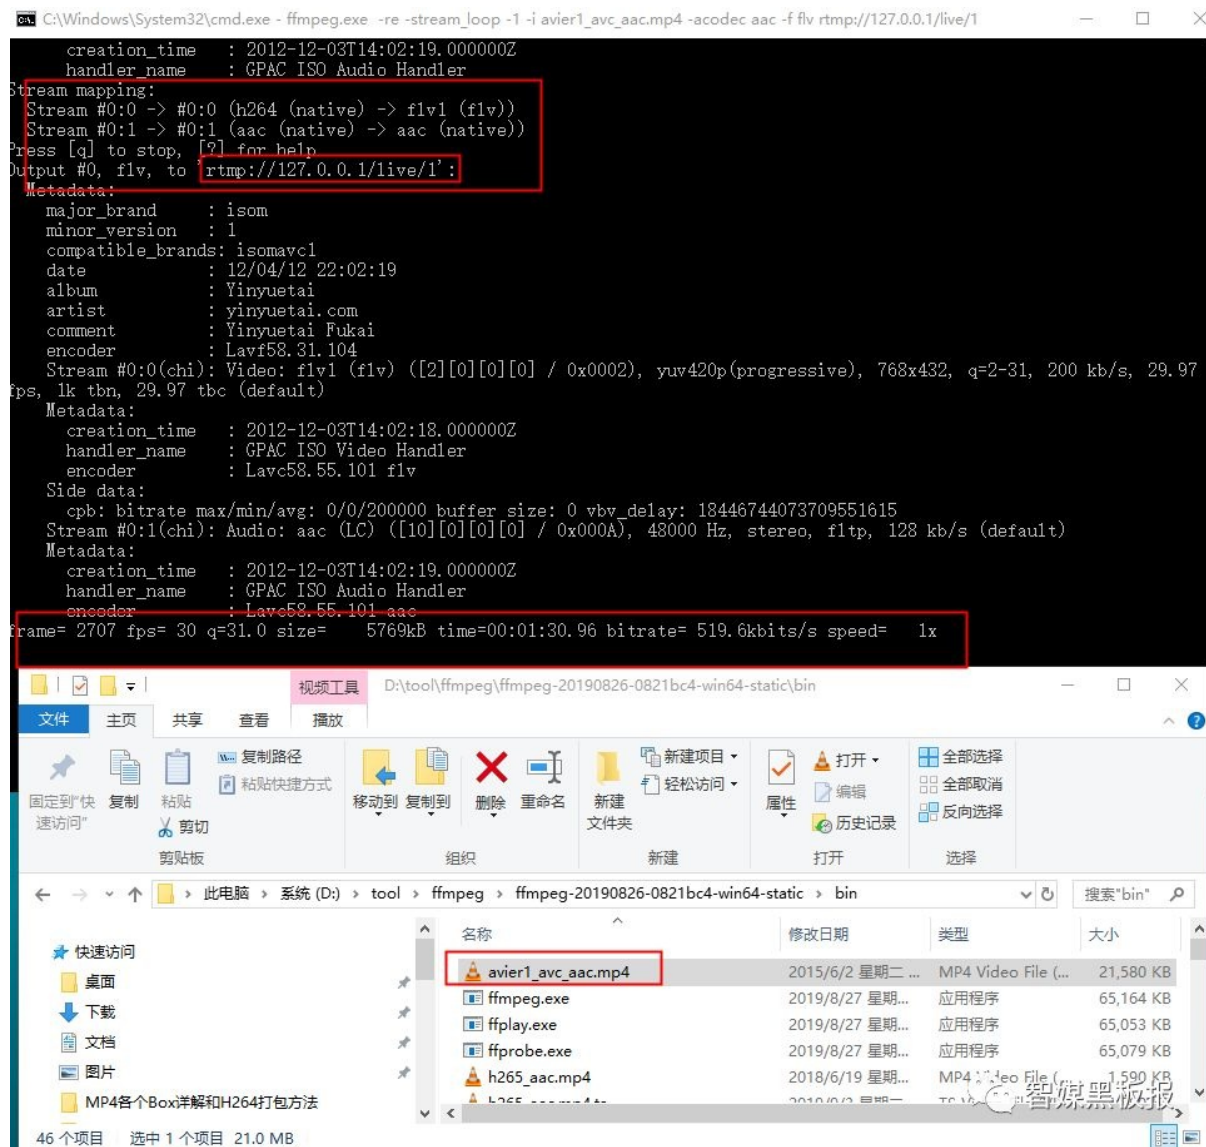 C:\Windows\System32\cmd.exe - ffmpeg.exe -re -stream_loop -1 -i avier1_avc_aac.mp4 -acodec aac -f flv rtmp://127.0.0.1/live/1
creation_time : 2012-12-03T14:02:19.000000Z
handler_name : GPAC ISO Audio Handler
Stream mapping:
Stream #0:0 -> #0:0 (h264 (native) -> flv1 (flv))
Stream #0:1 -> #0:1 (aac (native) -> aac (native))
Press [q] to stop, [?] for help
Output #0, flv, to 'rtmp://127.0.0.1/live/1':
Metadata:
major_brand : isom
minor_version : 1
compatible_brands: isomavc1
date : 12/04/12 22:02:19
album : Yinyuetai
artist : yinyuetai.com
comment : Yinyuetai Fukai
encoder : Lavf58.31.104
Stream #0:0(chi): Video: flv1 (flv) ([2][0][0][0] / 0x0002), yuv420p(progressive), 768x432, q=2-31, 200 kb/s, 29.97
fps, 1k tbn, 29.97 tbc (default)
Metadata:
creation_time : 2012-12-03T14:02:18.000000Z
handler_name : GPAC ISO Video Handler
encoder : Lavc58.55.101 flv
Side data:
cpb: bitrate max/min/avg: 0/0/200000 buffer size: 0 vbv_delay: 18446744073709551615
Stream #0:1(chi): Audio: aac (LC) ([10][0][0][0] / 0x000A), 48000 Hz, stereo, fltp, 128 kb/s (default)
Metadata:
creation_time : 2012-12-03T14:02:19.000000Z
handler_name : GPAC ISO Audio Handler
encoder : Lavc58.55.101 aac
frame= 2707 fps= 30 q=31.0 size= 5769kB time=00:01:30.96 bitrate= 519.6kbits/s speed= 1x
视频工具 D:\tool\ffmpeg\ffmpeg-20190826-0821bc4-win64-static\bin
文件 主页 共享 查看 播放
固定到"快速访问" 复制 粘贴 复制路径 粘贴快捷方式 剪切
移动到 复制到 删除 重命名
新建文件夹 新建项目 轻松访问
属性 打开 编辑 历史记录
全部选择 全部取消 反向选择
剪贴板 组织 新建 打开 选择
此电脑 › 系统 (D:) › tool › ffmpeg › ffmpeg-20190826-0821bc4-win64-static › bin 搜索"bin"
名称 修改日期 类型 大小
快速访问
桌面
下载
文档
图片
MP4各个Box详解和H264打包方法
avier1_avc_aac.mp4 2015/6/2 星期二 ... MP4 Video File (... 21,580 KB
ffmpeg.exe 2019/8/27 星期... 应用程序 65,164 KB
ffplay.exe 2019/8/27 星期... 应用程序 65,053 KB
ffprobe.exe 2019/8/27 星期... 应用程序 65,079 KB
h265_aac.mp4 2018/6/19 星期... MP4 Video File (... 1,590 KB
智媒黑板报
46 个项目 选中 1 个项目 21.0 MB